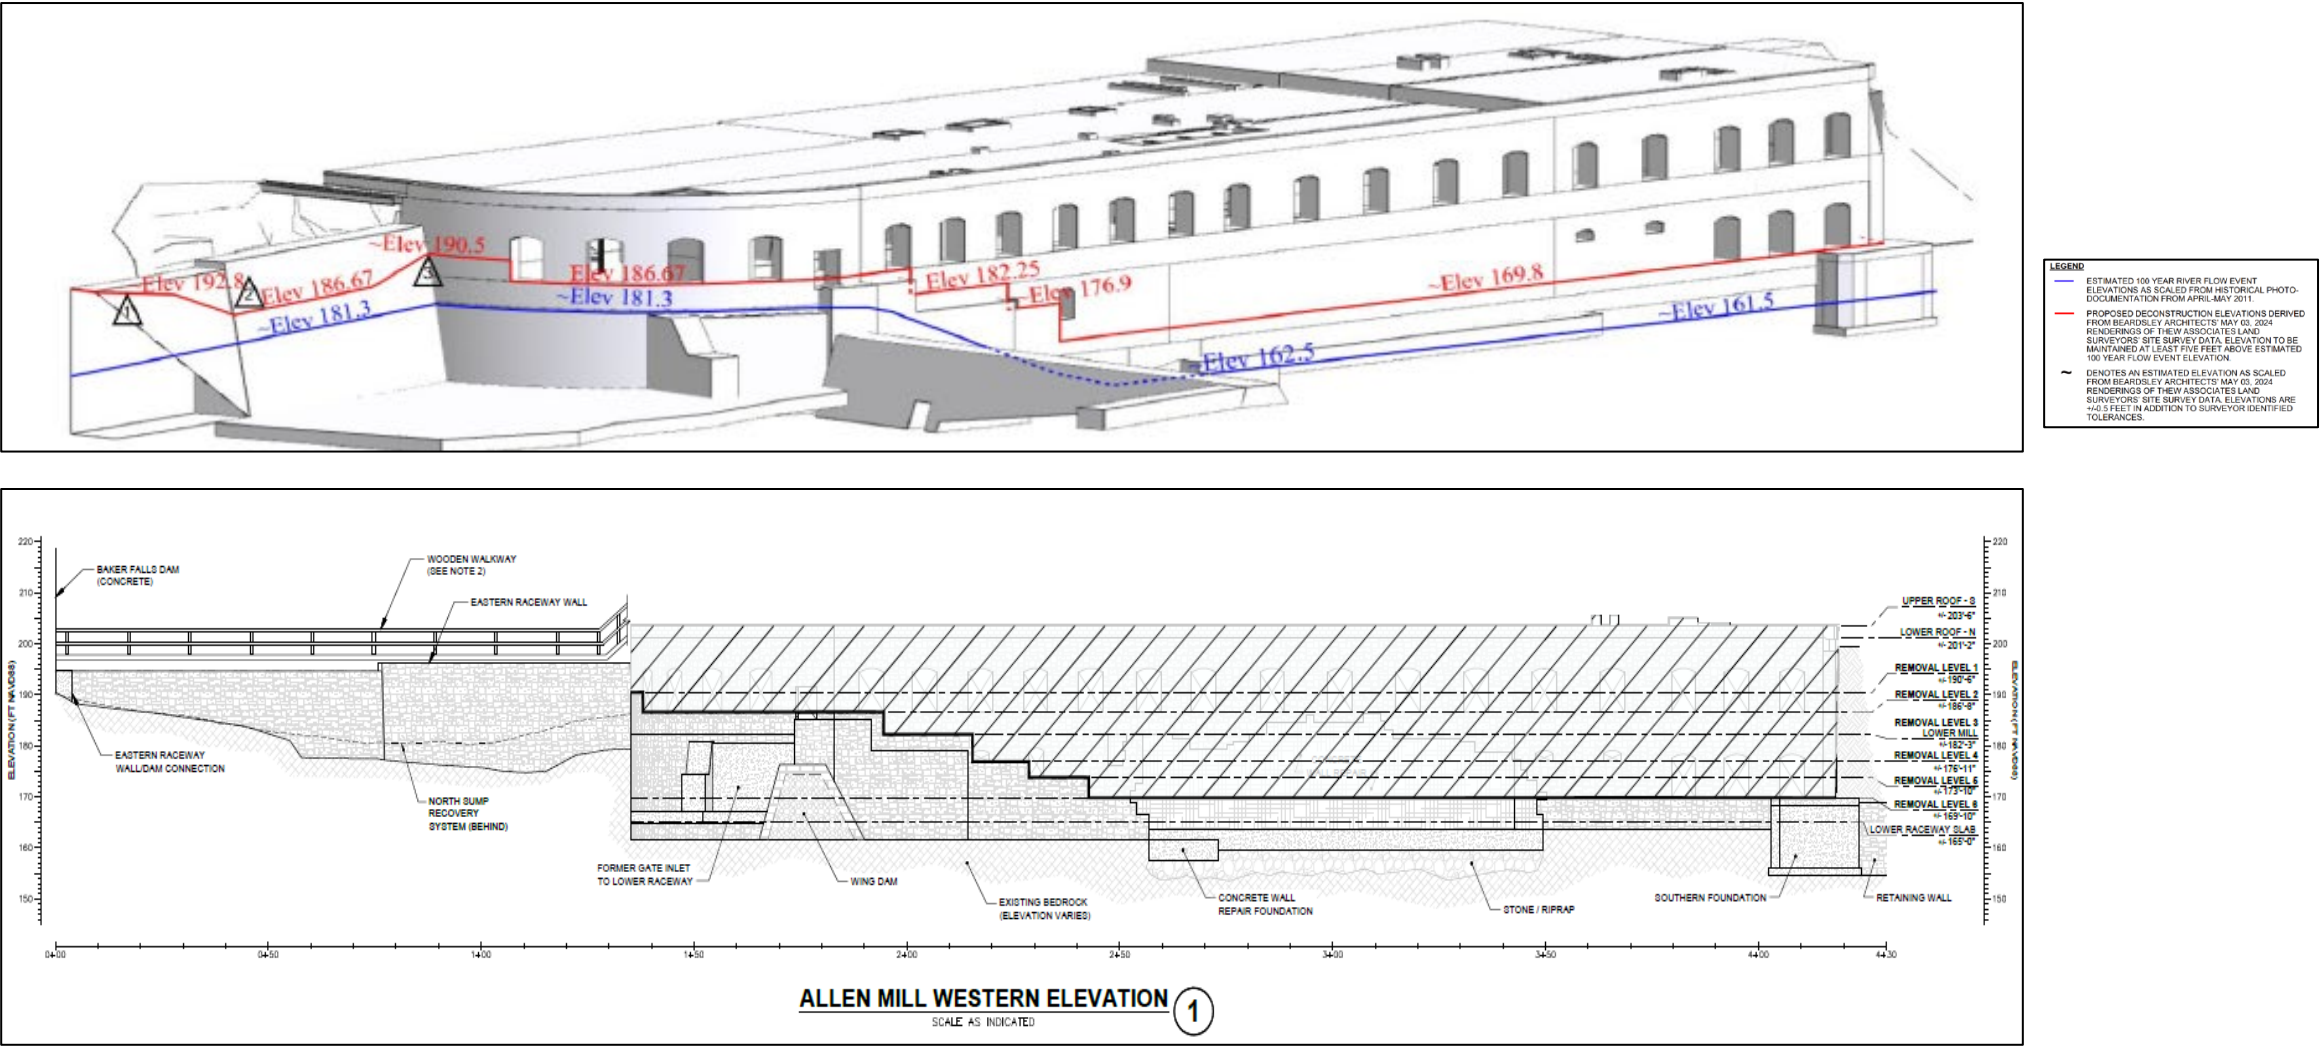 ~Elev 190.5
~Elev 192.8
1
2
3
Elev 186.67
~Elev 181.3
Elev 186.67
~Elev 181.3
Elev 182.25
~Elev 176.9
~Elev 169.8
~Elev 162.5
~Elev 161.5
LEGEND
ESTIMATED 100 YEAR RIVER FLOW EVENT
ELEVATIONS AS SCALED FROM HISTORICAL PHOTO-
DOCUMENTATION FROM APRIL-MAY 2011.
PROPOSED DECONSTRUCTION ELEVATIONS DERIVED
FROM BEARDSLEY ARCHITECTS' MAY 03, 2024
RENDERINGS OF THEW ASSOCIATES LAND
SURVEYORS' SITE SURVEY DATA. ELEVATION TO BE
MAINTAINED AT LEAST FIVE FEET ABOVE ESTIMATED
100 YEAR FLOW EVENT ELEVATION.
~ DENOTES AN ESTIMATED ELEVATION AS SCALED
FROM BEARDSLEY ARCHITECTS' MAY 03, 2024
RENDERINGS OF THEW ASSOCIATES LAND
SURVEYORS' SITE SURVEY DATA. ELEVATIONS ARE
+/-0.5 FEET IN ADDITION TO SURVEYOR IDENTIFIED
TOLERANCES.
ELEVATION (FT NAVD88)
220
210
200
190
180
170
160
150
BAKER FALLS DAM
(CONCRETE)
WOODEN WALKWAY
(SEE NOTE 2)
EASTERN RACEWAY WALL
EASTERN RACEWAY
WALL/DAM CONNECTION
NORTH SUMP
RECOVERY
SYSTEM (BEHIND)
FORMER GATE INLET
TO LOWER RACEWAY
WING DAM
EXISTING BEDROCK
(ELEVATION VARIES)
CONCRETE WALL
REPAIR FOUNDATION
STONE / RIPRAP
SOUTHERN FOUNDATION
RETAINING WALL
UPPER ROOF - S
+/- 203'-6"
LOWER ROOF - N
+/- 201'-2"
REMOVAL LEVEL 1
+/- 190'-6"
REMOVAL LEVEL 2
+/- 186'-8"
REMOVAL LEVEL 3
LOWER MILL
+/- 182'-3"
REMOVAL LEVEL 4
+/- 176'-11"
REMOVAL LEVEL 5
+/- 173'-10"
REMOVAL LEVEL 6
+/- 169'-10"
LOWER RACEWAY SLAB
+/- 165'-0"
220
210
200
190
180
170
160
150
ELEVATION (FT NAVD88)
0+00 0+50 1+00 1+50 2+00 2+50 3+00 3+50 4+00 4+30
ALLEN MILL WESTERN ELEVATION
1
SCALE AS INDICATED